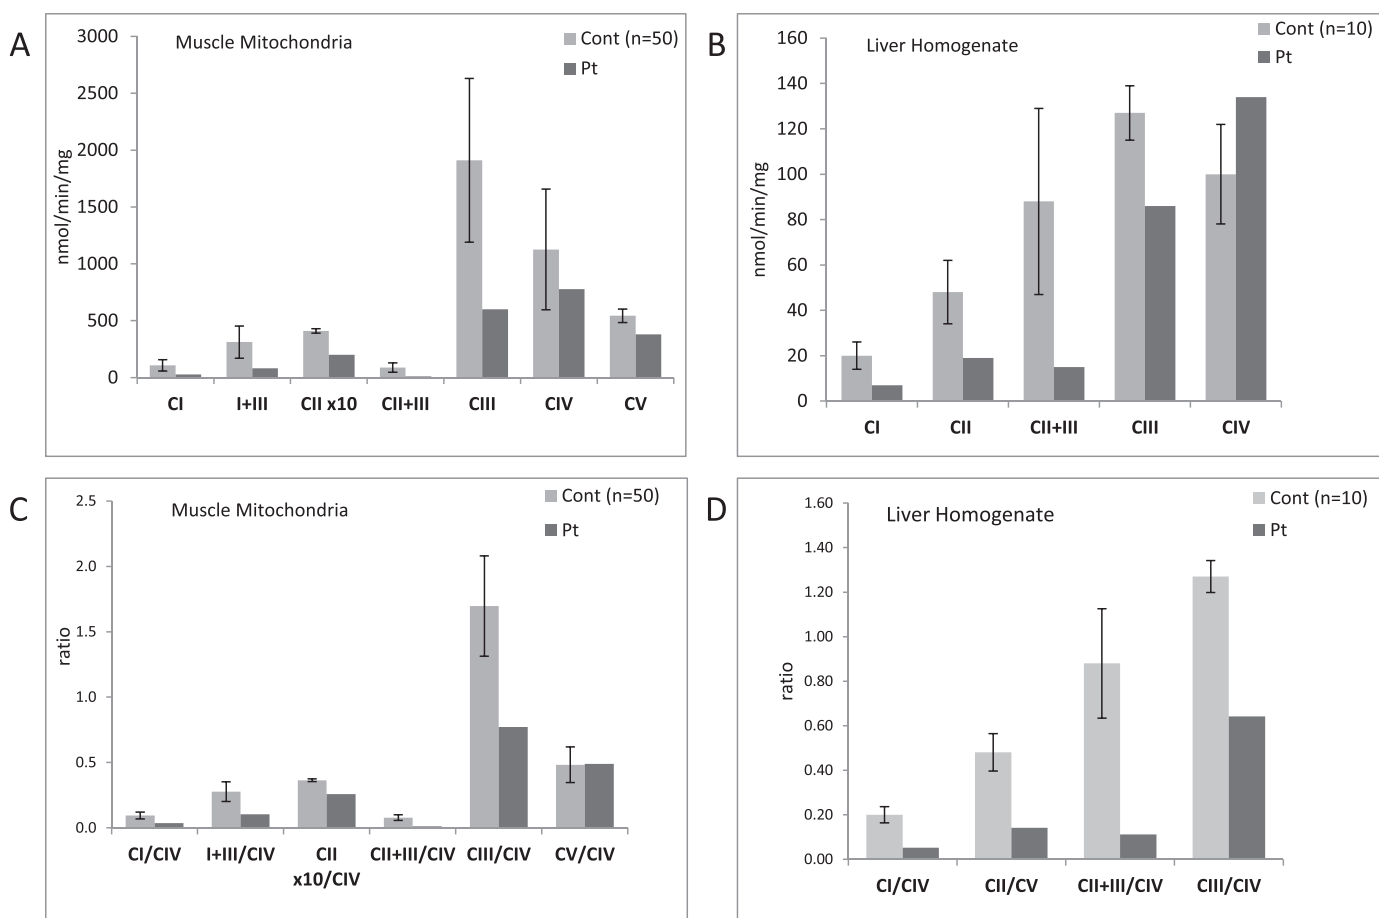 A
Muscle Mitochondria
Cont (n=50)
Pt
nmol/min/mg
3000
2500
2000
1500
1000
500
0
CI I+III CII x10 CII+III CIII CIV CV
B
Liver Homogenate
Cont (n=10)
Pt
nmol/min/mg
160
140
120
100
80
60
40
20
0
CI CII CII+III CIII CIV
C
Muscle Mitochondria
Cont (n=50)
Pt
ratio
2.5
2.0
1.5
1.0
0.5
0.0
CI/CIV I+III/CIV CII CII+III/CIV CIII/CIV CV/CIV
x10/CIV
D
Liver Homogenate
Cont (n=10)
Pt
ratio
1.60
1.40
1.20
1.00
0.80
0.60
0.40
0.20
0.00
CI/CIV CII/CV CII+III/CIV CIII/CIV